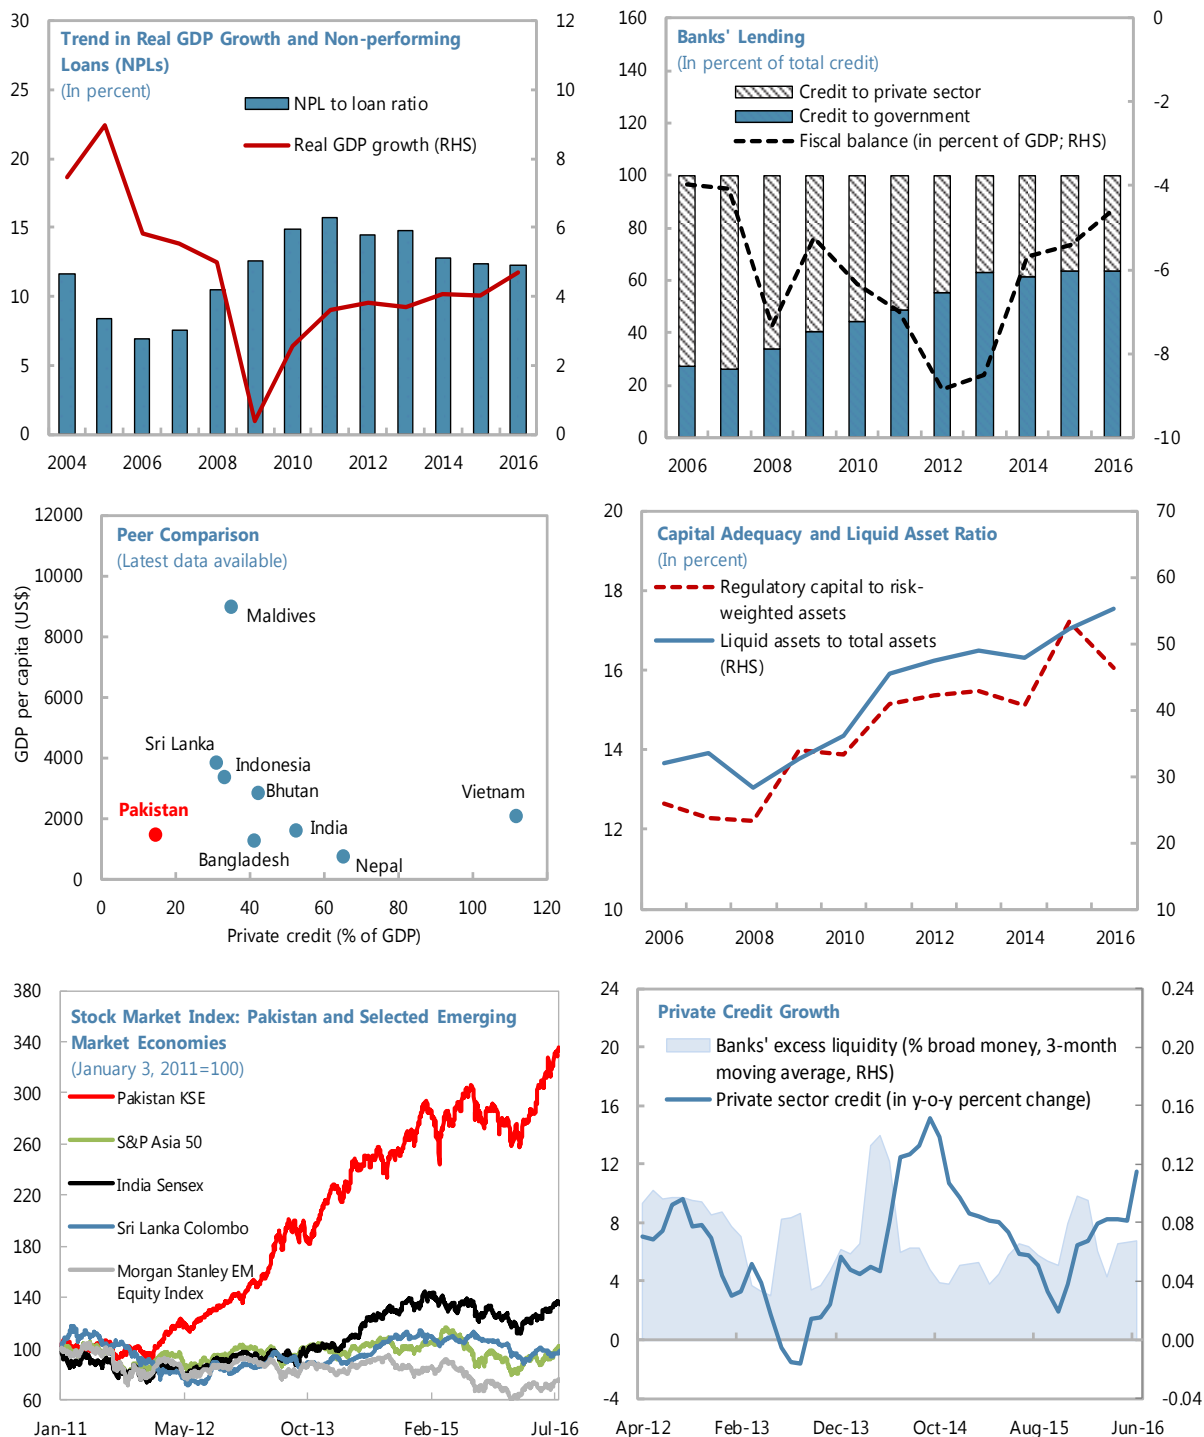 30
25
20
15
10
5
0
12
10
8
6
4
2
0
Trend in Real GDP Growth and Non-performing
Loans (NPLs)
(In percent)
NPL to loan ratio
Real GDP growth (RHS)
2004 2006 2008 2010 2012 2014 2016
160
140
120
100
80
60
40
20
0
0
-2
-4
-6
-8
-10
Banks' Lending
(In percent of total credit)
Credit to private sector
Credit to government
Fiscal balance (in percent of GDP; RHS)
2006 2008 2010 2012 2014 2016
12000
10000
8000
6000
4000
2000
0
GDP per capita (US$)
Peer Comparison
(Latest data available)
Maldives
Sri Lanka
Indonesia
Bhutan
Vietnam
Pakistan
India
Bangladesh
Nepal
0 20 40 60 80 100 120
Private credit (% of GDP)
20
18
16
14
12
10
70
60
50
40
30
20
10
Capital Adequacy and Liquid Asset Ratio
(In percent)
Regulatory capital to risk-
weighted assets
Liquid assets to total assets
(RHS)
2006 2008 2010 2012 2014 2016
380
340
300
260
220
180
140
100
60
Stock Market Index: Pakistan and Selected Emerging
Market Economies
(January 3, 2011=100)
Pakistan KSE
S&P Asia 50
India Sensex
Sri Lanka Colombo
Morgan Stanley EM
Equity Index
Jan-11 May-12 Oct-13 Feb-15 Jul-16
24
20
16
12
8
4
0
-4
0.24
0.20
0.16
0.12
0.08
0.04
0.00
-0.04
Private Credit Growth
Banks' excess liquidity (% broad money, 3-month
moving average, RHS)
Private sector credit (in y-o-y percent change)
Apr-12 Feb-13 Dec-13 Oct-14 Aug-15 Jun-16